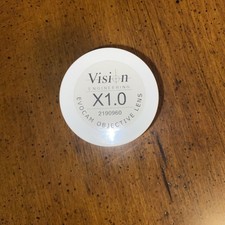 Vision
ENGINEERING
X1.0
2190960
EVOCAM OBJECTIVE LENS